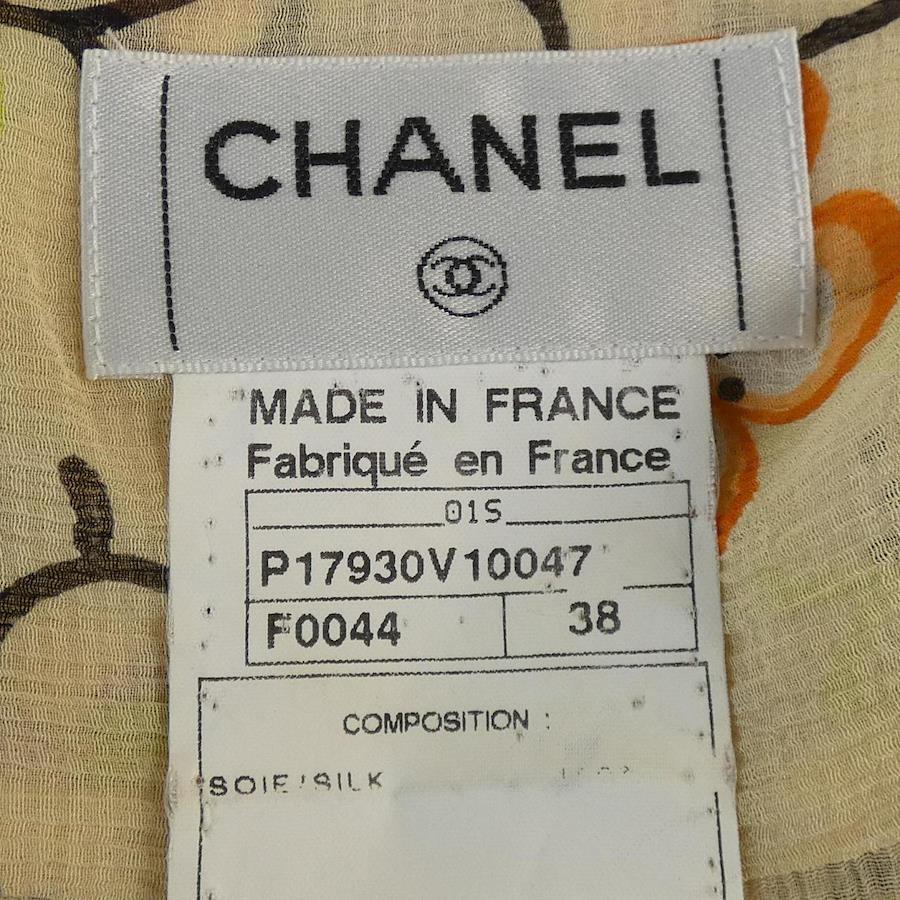 CHANEL
MADE IN FRANCE
Fabriqué en France
01S
P17930V10047
F0044 38
COMPOSITION :
SOIE/SILK